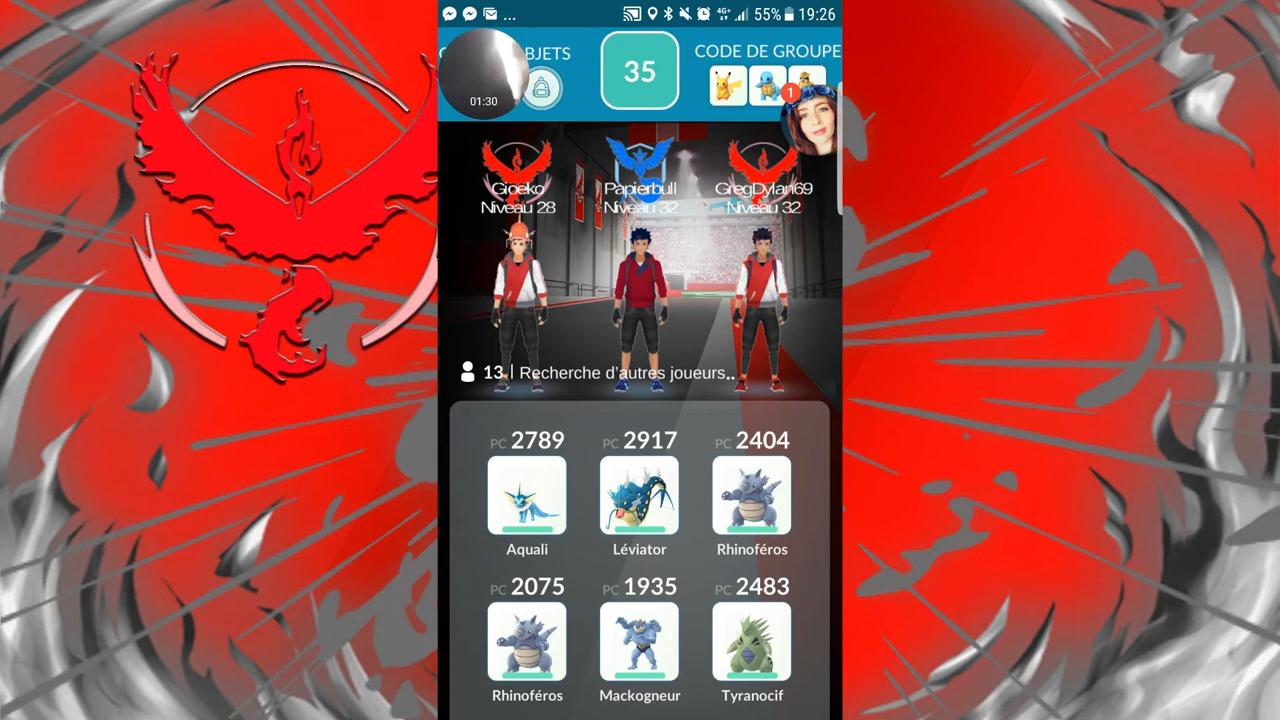 ...
4G+ 55% 19:26
BJETS
35
CODE DE GROUPE
01:30
1
Gioeko
Niveau 28
Papierbull
Niveau 32
GregDylan69
Niveau 32
13 | Recherche d'autres joueurs..
PC 2789
PC 2917
PC 2404
Aquali
Léviator
Rhinoféros
PC 2075
PC 1935
PC 2483
Rhinoféros
Mackogneur
Tyranocif